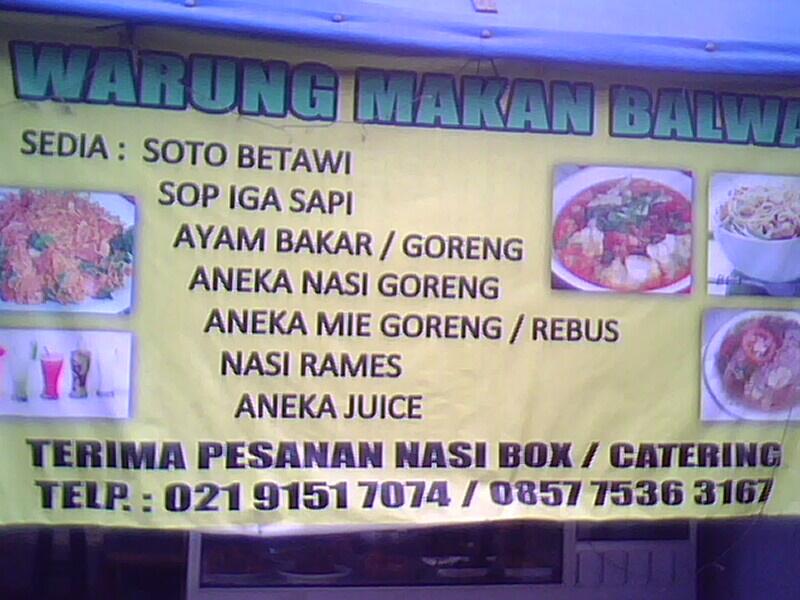 WARUNG MAKAN BALWA
SEDIA : SOTO BETAWI
SOP IGA SAPI
AYAM BAKAR / GORENG
ANEKA NASI GORENG
ANEKA MIE GORENG / REBUS
NASI RAMES
ANEKA JUICE
TERIMA PESANAN NASI BOX / CATERING
TELP. : 021 9151 7074 / 0857 7536 3167